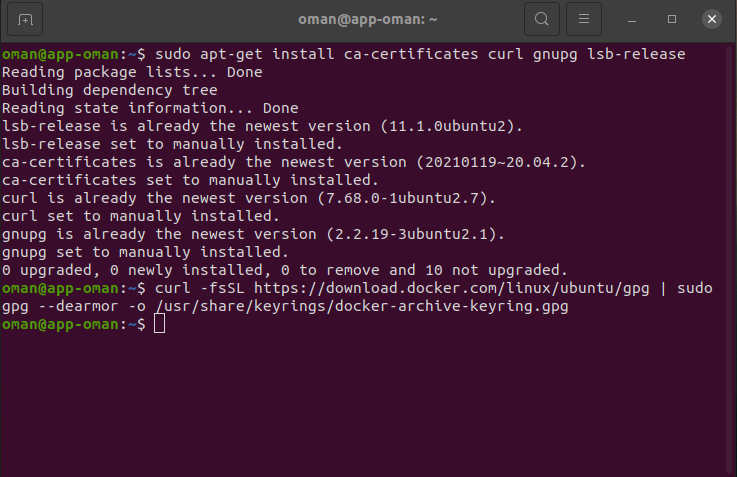 oman@app-oman: ~
oman@app-oman:~$ sudo apt-get install ca-certificates curl gnupg lsb-release
Reading package lists... Done
Building dependency tree
Reading state information... Done
lsb-release is already the newest version (11.1.0ubuntu2).
lsb-release set to manually installed.
ca-certificates is already the newest version (20210119~20.04.2).
ca-certificates set to manually installed.
curl is already the newest version (7.68.0-1ubuntu2.7).
curl set to manually installed.
gnupg is already the newest version (2.2.19-3ubuntu2.1).
gnupg set to manually installed.
0 upgraded, 0 newly installed, 0 to remove and 10 not upgraded.
oman@app-oman:~$ curl -fsSL https://download.docker.com/linux/ubuntu/gpg | sudo
gpg --dearmor -o /usr/share/keyrings/docker-archive-keyring.gpg
oman@app-oman:~$